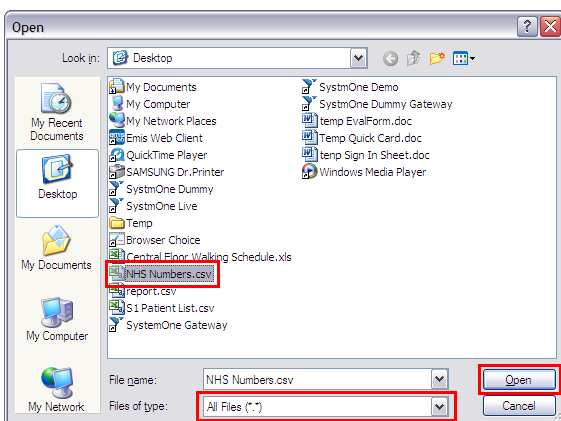 Open
Look in:
Desktop
My Recent
Documents
Desktop
My Documents
My Computer
My Network
My Documents
My Computer
My Network Places
Emis Web Client
QuickTime Player
SAMSUNG Dr.Printer
SystmOne Dummy
SystmOne Live
Temp
Browser Choice
Central Floor Walking Schedule.xls
NHS Numbers.csv
report.csv
S1 Patient List.csv
SystemOne Gateway
SystmOne Demo
SystmOne Dummy Gateway
temp EvalForm.doc
Temp Quick Card.doc
tenp Sign In Sheet.doc
Windows Media Player
File name:
NHS Numbers.csv
Open
Files of type:
All Files (*.*)
Cancel